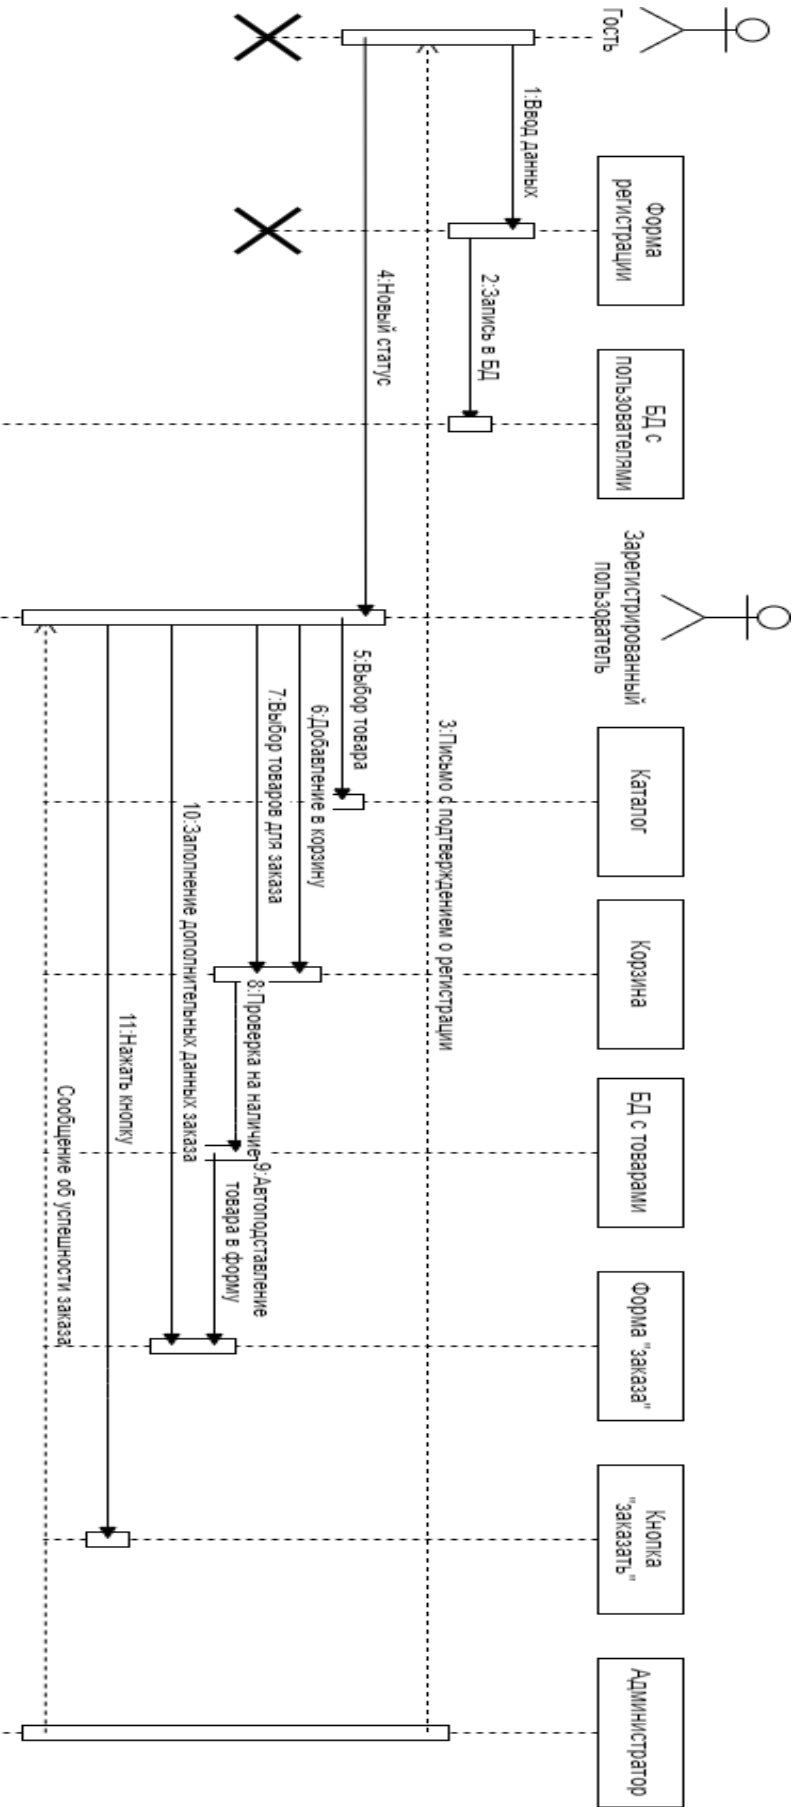 Гость
Форма
регистрации
БД с
пользователями
Зарегистрированный
пользователь
Каталог
Корзина
БД с товарами
Форма "заказа"
Кнопка
"заказать"
Администратор
1:Ввод данных
2:Запись в БД
3:Письмо с подтверждением о регистрации
4:Новый статус
5:Выбор товара
6:Добавление в корзину
7:Выбор товаров для заказа
8:Проверка на наличие
9:Автоподставление
товара в форму
10:Заполнение дополнительных данных заказа
11:Нажать кнопку
Сообщение об успешности заказа